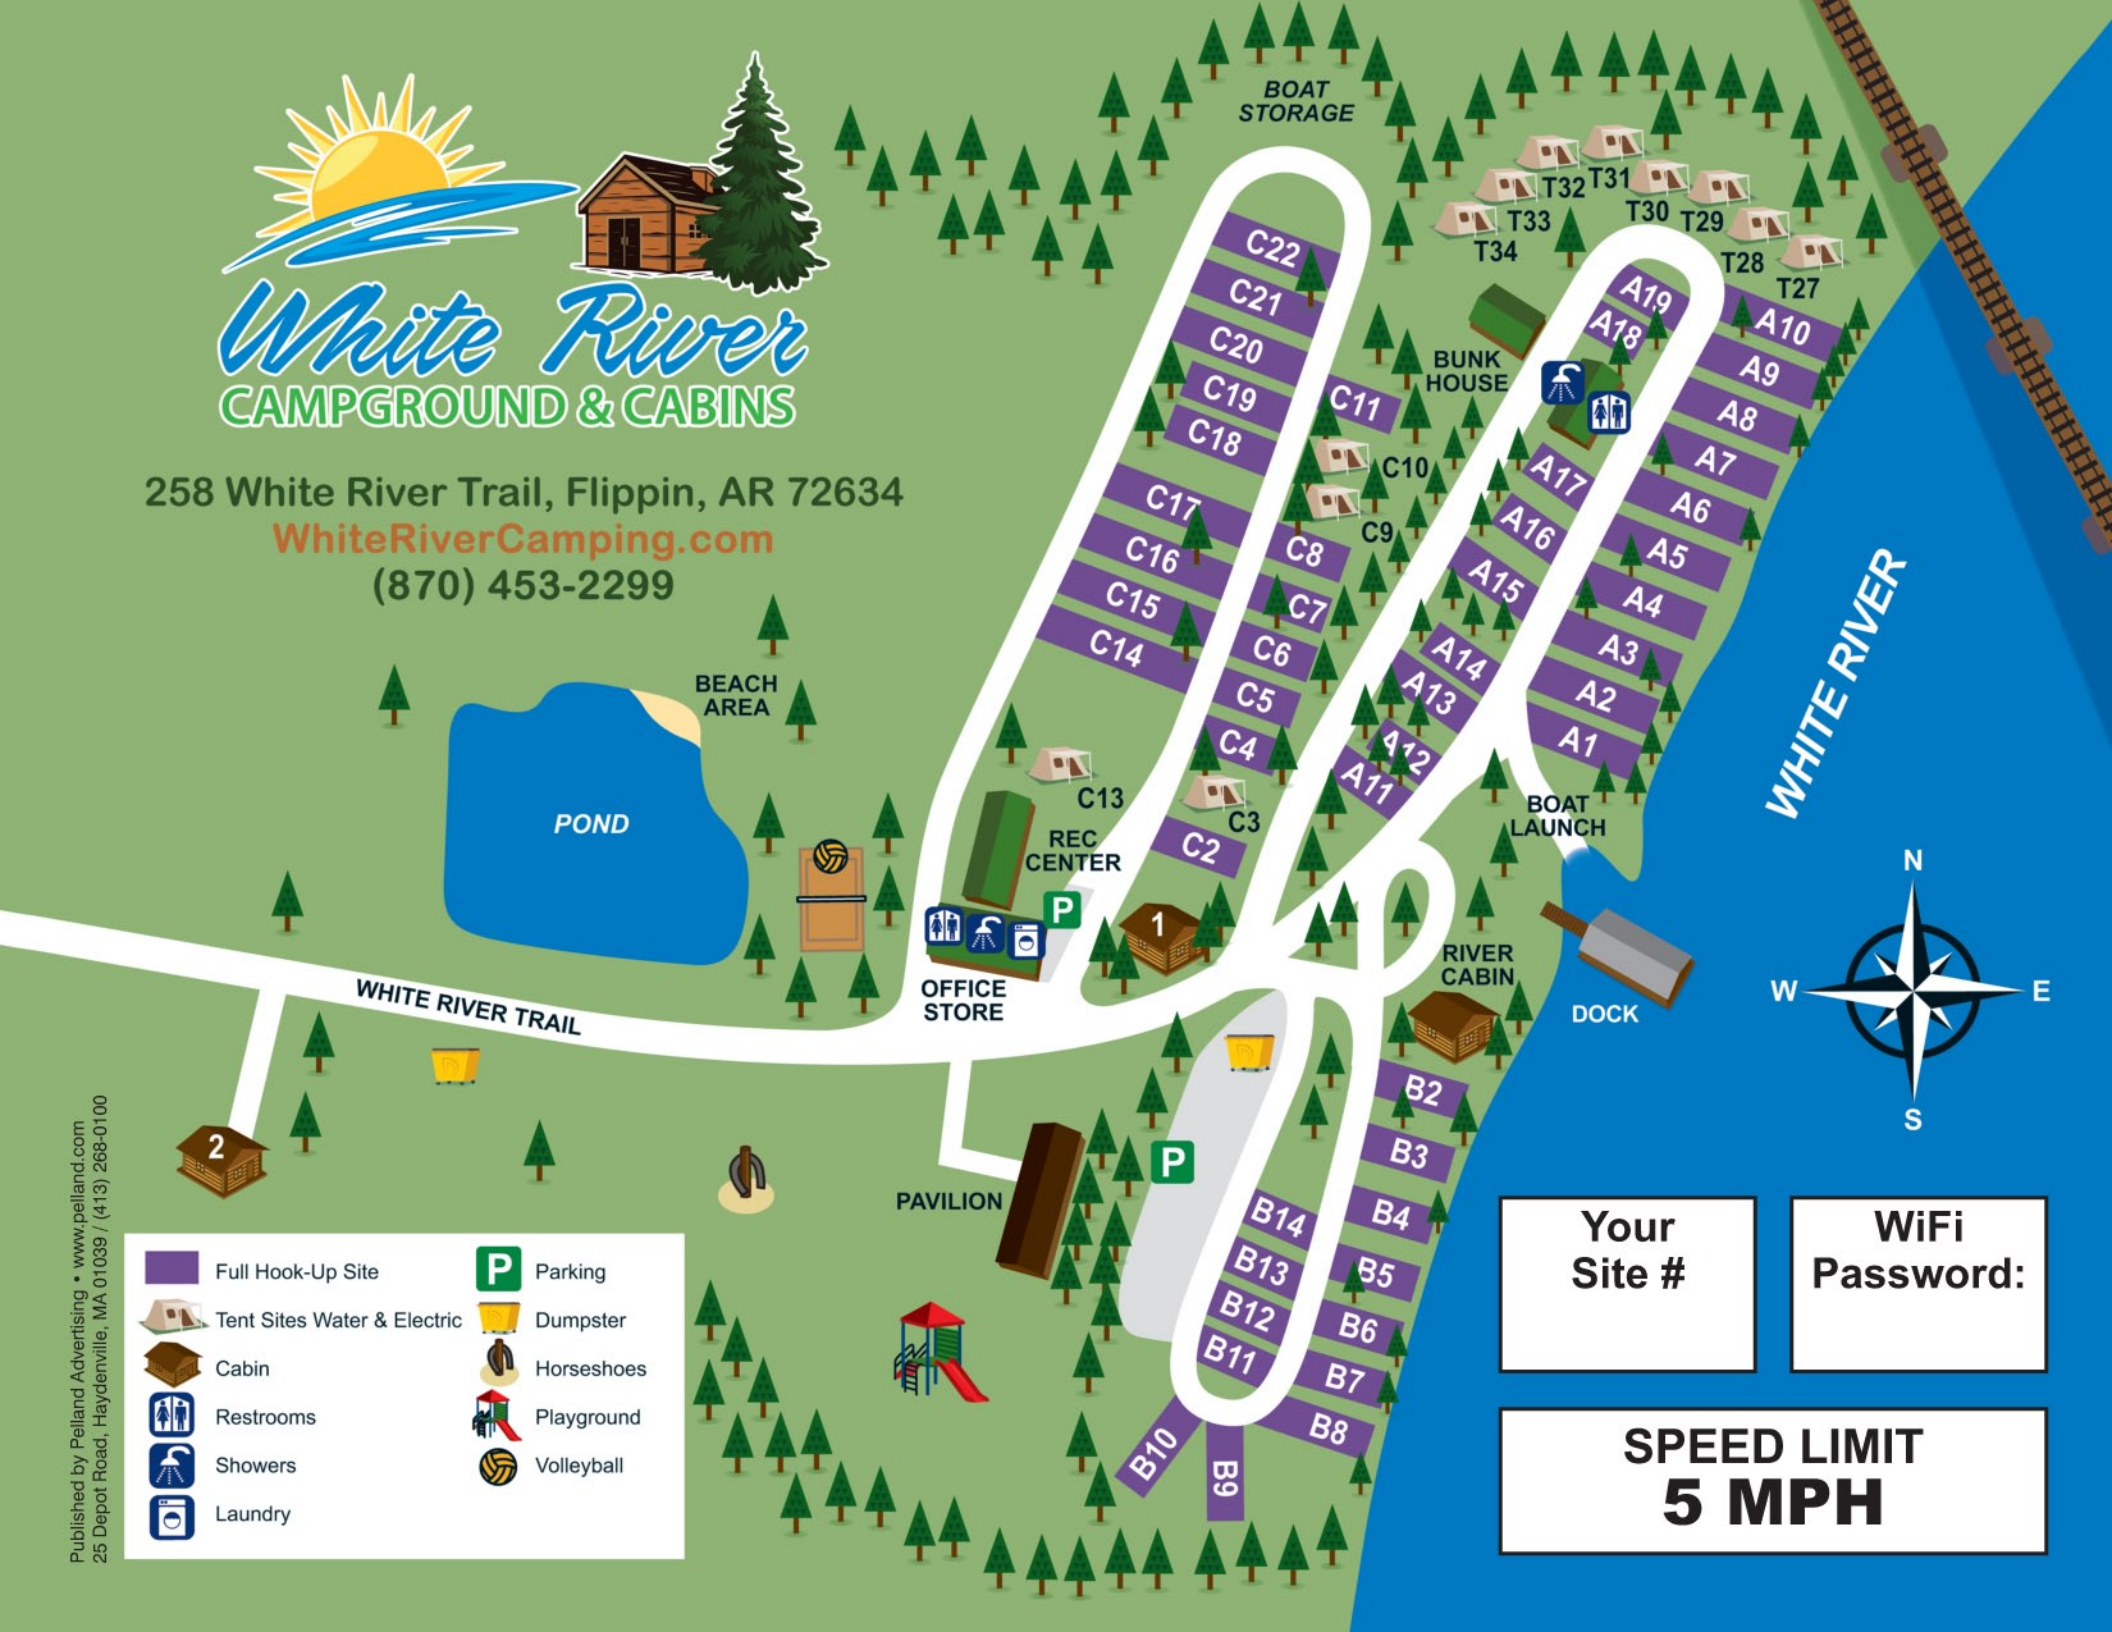 White River
CAMPGROUND & CABINS
258 White River Trail, Flippin, AR 72634
WhiteRiverCamping.com
(870) 453-2299
BOAT
STORAGE
T32
T31
T33
T30
T29
T34
T28
T27
C22
C21
C20
C19
C18
C17
C16
C15
C14
C11
C10
C9
C8
C7
C6
C5
C4
C13
C3
C2
BUNK
HOUSE
A19
A18
A17
A16
A15
A14
A13
A12
A11
A10
A9
A8
A7
A6
A5
A4
A3
A2
A1
WHITE RIVER
BEACH
AREA
POND
REC
CENTER
P
1
OFFICE
STORE
BOAT
LAUNCH
RIVER
CABIN
DOCK
N
W
E
S
WHITE RIVER TRAIL
2
PAVILION
P
B2
B3
B4
B5
B6
B7
B8
B9
B10
B11
B12
B13
B14
Full Hook-Up Site
Tent Sites Water & Electric
Cabin
Restrooms
Showers
Laundry
P
Parking
Dumpster
Horseshoes
Playground
Volleyball
Your
Site #
WiFi
Password:
SPEED LIMIT
5 MPH
Published by Pelland Advertising • www.pelland.com
25 Depot Road, Haydenville, MA 01039 / (413) 268-0100